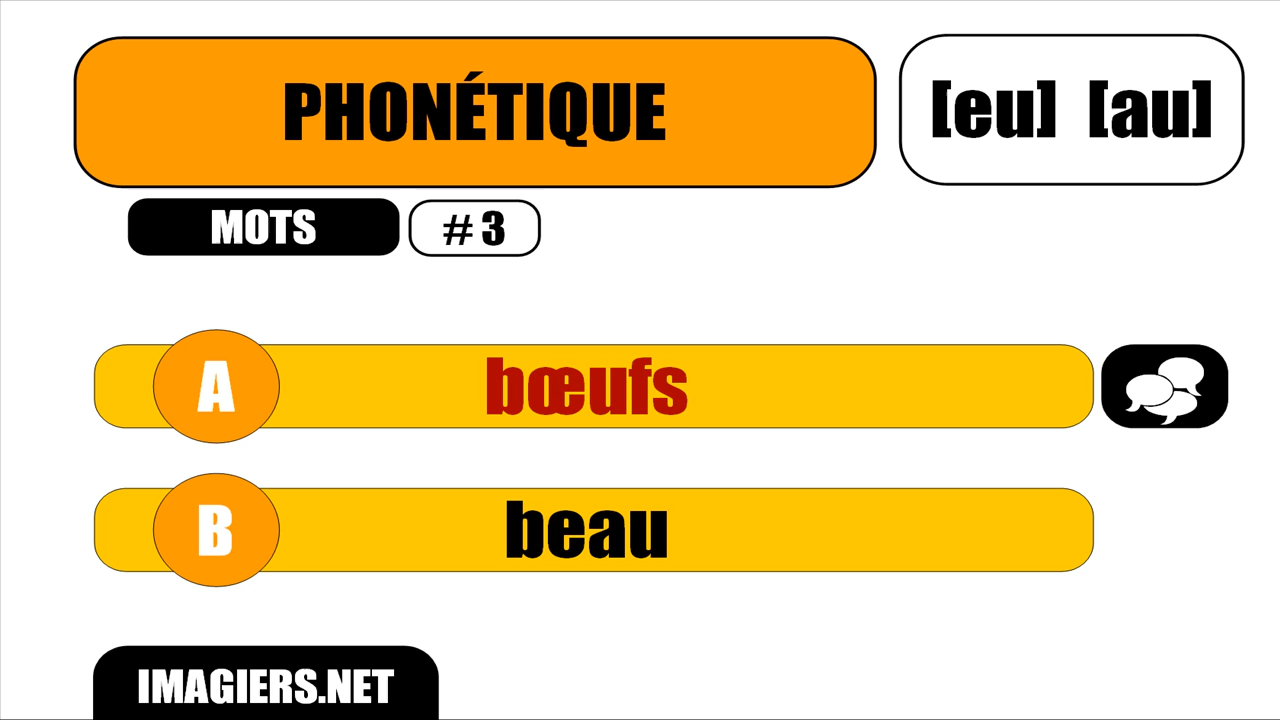 PHONÉTIQUE
[eu] [au]
MOTS
# 3
A
bœufs
B
beau
IMAGIERS.NET